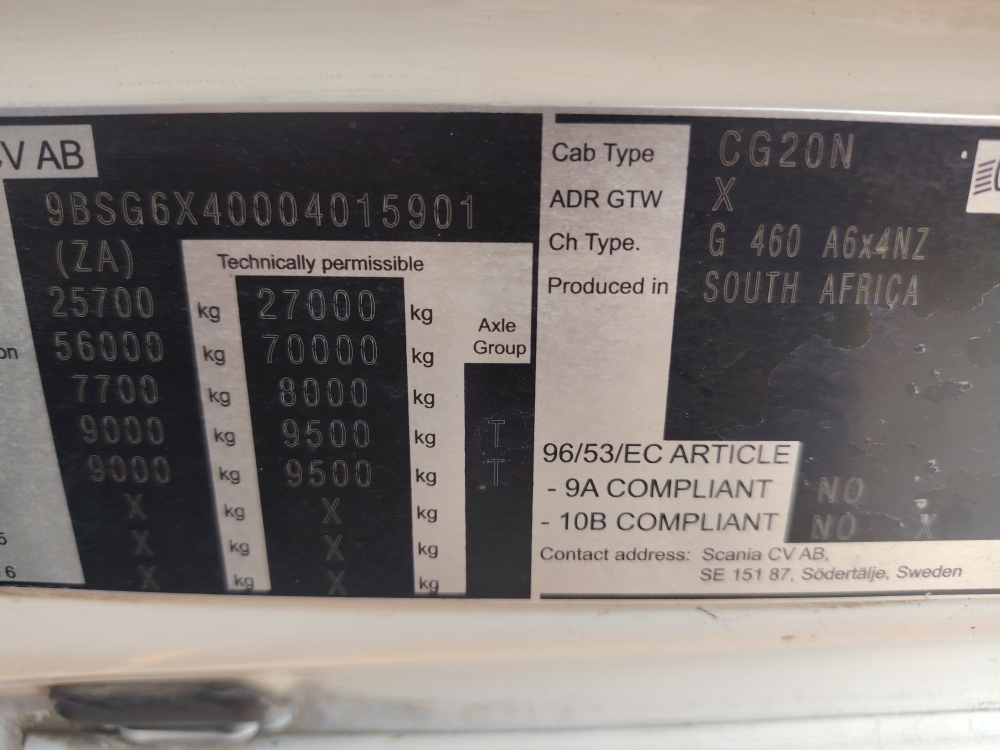 CV AB
9BSG6X40004015901
(ZA)
Technically permissible
25700 kg 27000 kg
Axle
Group
56000 kg 70000 kg
7700 kg 8000 kg
9000 kg 9500 kg T
9000 kg 9500 kg T
X kg X kg
X kg X kg
X kg X kg
on
5
6
Cab Type CG20N
ADR GTW X
Ch Type. G 460 A6x4NZ
Produced in SOUTH AFRICA
96/53/EC ARTICLE
- 9A COMPLIANT NO
- 10B COMPLIANT NO X
Contact address: Scania CV AB,
SE 151 87, Södertälje, Sweden